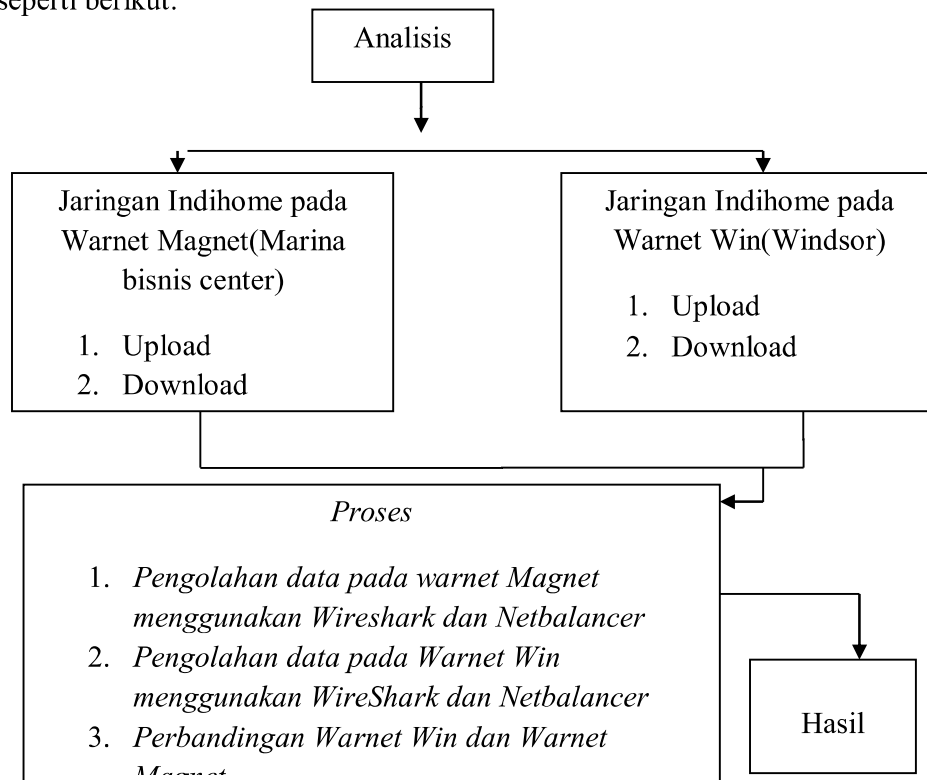 seperti berikut:
Analisis
Jaringan Indihome pada
Warnet Magnet(Marina
bisnis center)
1. Upload
2. Download
Jaringan Indihome pada
Warnet Win(Windsor)
1. Upload
2. Download
Proses
1. Pengolahan data pada warnet Magnet
menggunakan Wireshark dan Netbalancer
2. Pengolahan data pada Warnet Win
menggunakan WireShark dan Netbalancer
3. Perbandingan Warnet Win dan Warnet
Magnet
Hasil